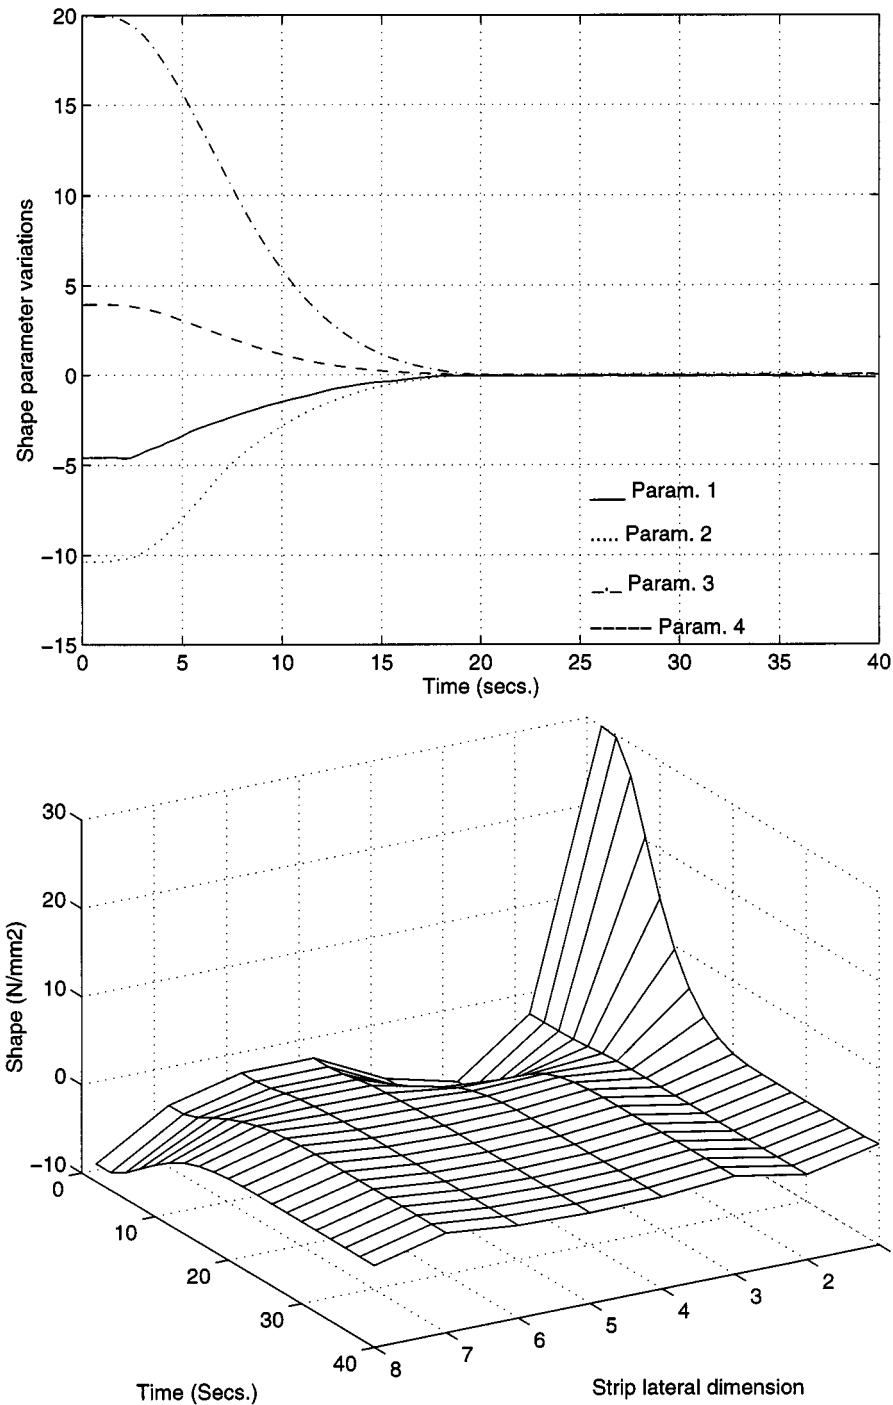 20
15
10
5
0
−5
−10
−15
Shape parameter variations
Param. 1
Param. 2
Param. 3
Param. 4
0 5 10 15 20 25 30 35 40
Time (secs.)
30
20
10
0
−10
Shape (N/mm2)
0
10
20
30
40
8 7 6 5 4 3 2
Time (Secs.)
Strip lateral dimension